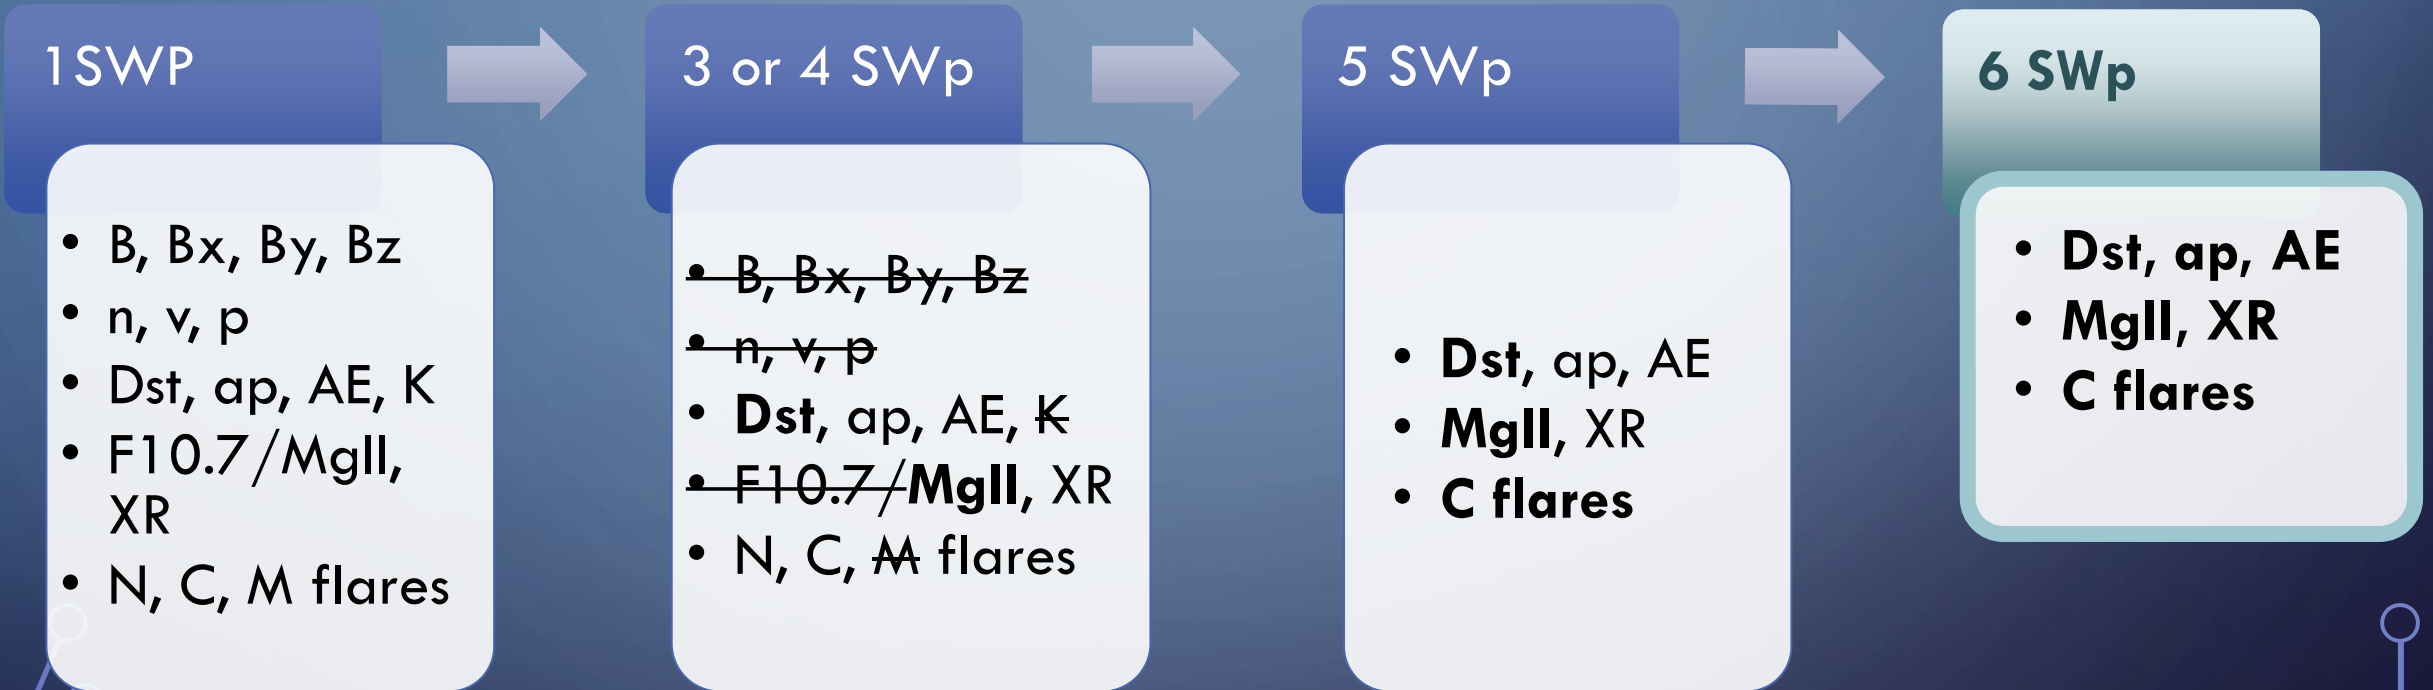 1SWP
• B, Bx, By, Bz
• n, v, p
• Dst, ap, AE, K
• F10.7/MgII,
XR
• N, C, M flares
3 or 4 SWp
• B, Bx, By, Bz
• n, v, p
• Dst, ap, AE, K
• F10.7/MgII, XR
• N, C, M flares
5 SWp
• Dst, ap, AE
• MgII, XR
• C flares
6 SWp
• Dst, ap, AE
• MgII, XR
• C flares